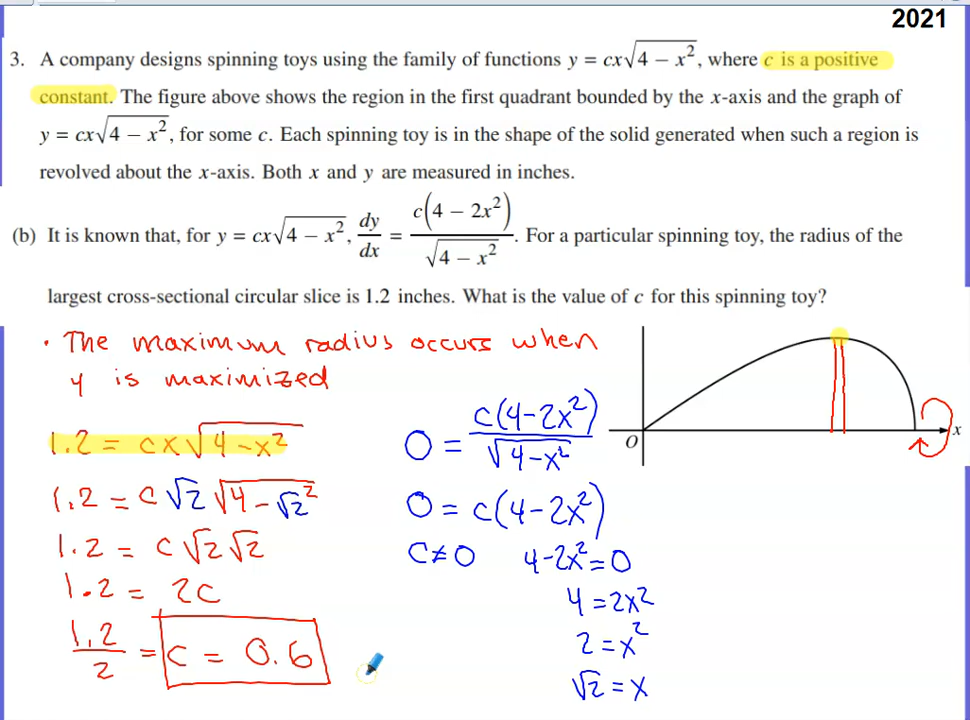 2021
3. A company designs spinning toys using the family of functions y = cx√(4 − x²), where c is a positive
constant. The figure above shows the region in the first quadrant bounded by the x-axis and the graph of
y = cx√(4 − x²), for some c. Each spinning toy is in the shape of the solid generated when such a region is
revolved about the x-axis. Both x and y are measured in inches.
(b) It is known that, for y = cx√(4 − x²), dy/dx = c(4 − 2x²)/√(4 − x²). For a particular spinning toy, the radius of the
largest cross-sectional circular slice is 1.2 inches. What is the value of c for this spinning toy?
· The maximum radius occurs when
y is maximized
1.2 = cx√(4−x²)
1.2 = c√2 √(4−√2²)
1.2 = c√2√2
1.2 = 2c
1.2/2 = c = 0.6
0 = c(4−2x²)/√(4−x²)
0 = c(4−2x²)
c≠0 4−2x²=0
4 = 2x²
2 = x²
√2 = x
O
x